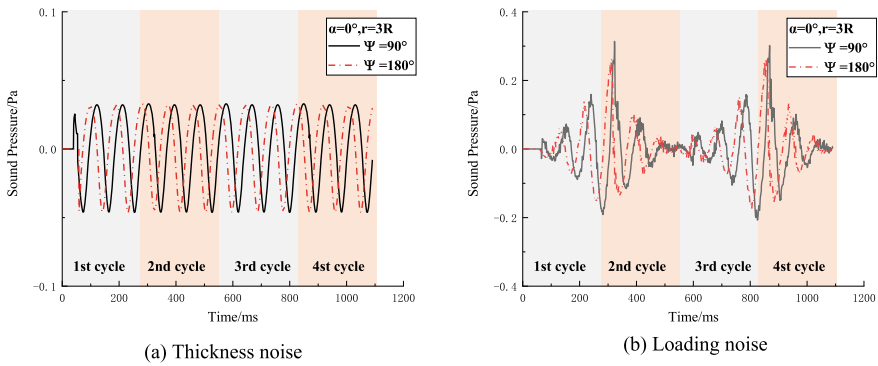 0.1
0.0
−0.1
Sound Pressure/Pa
α=0°,r=3R
Ψ =90°
Ψ =180°
1st cycle 2nd cycle 3rd cycle 4st cycle
0 200 400 600 800 1000 1200
Time/ms
(a) Thickness noise
0.4
0.2
0.0
−0.2
−0.4
Sound Pressure/Pa
α=0°,r=3R
Ψ =90°
Ψ =180°
1st cycle 2nd cycle 3rd cycle 4st cycle
0 200 400 600 800 1000 1200
Time/ms
(b) Loading noise